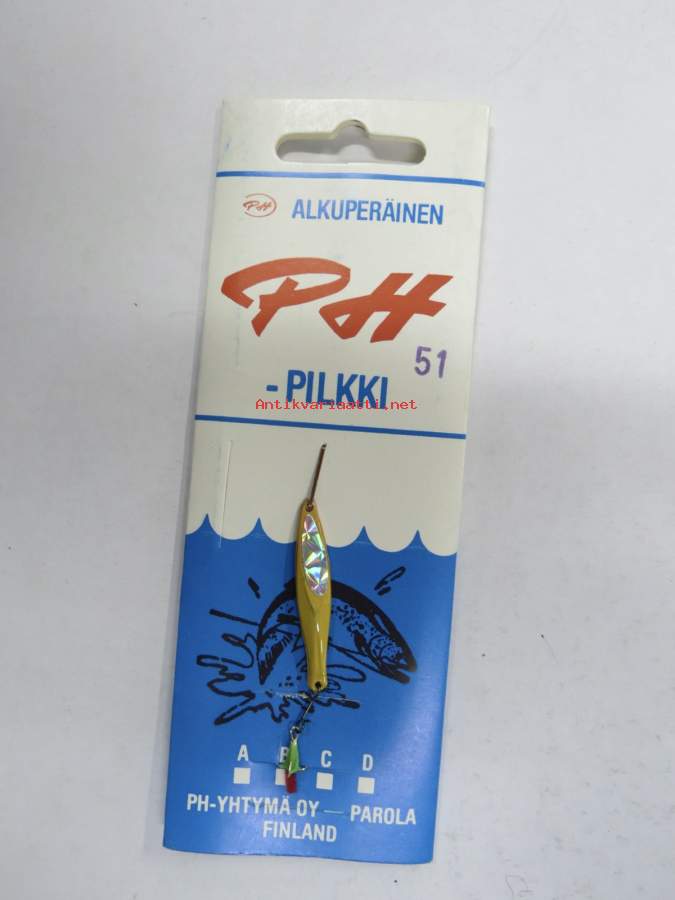 PH ALKUPERÄINEN
PH
51
-PILKKI
Antikvariaatti.net
A B C D
PH-YHTYMÄ OY — PAROLA
FINLAND